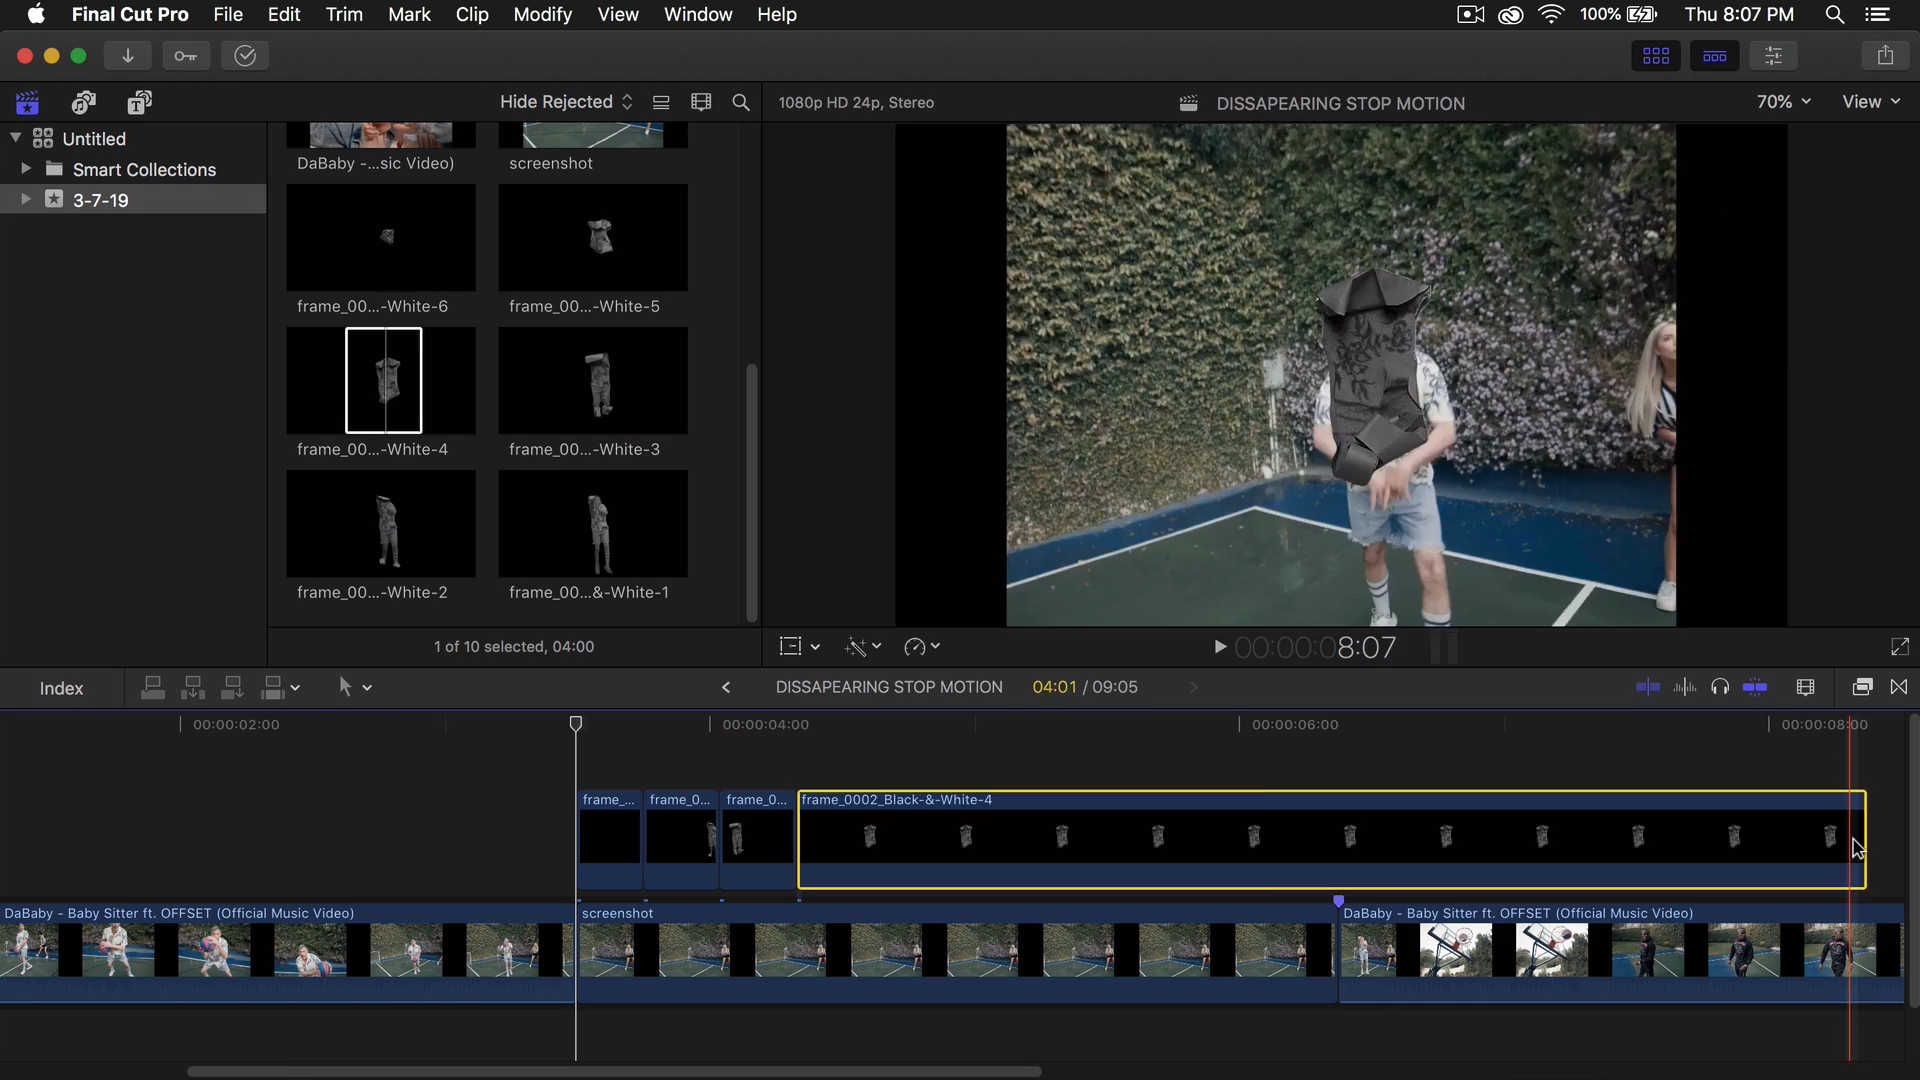 Final Cut Pro File Edit Trim Mark Clip Modify View Window Help 100% Thu 8:07 PM
Hide Rejected 1080p HD 24p, Stereo DISSAPEARING STOP MOTION 70% View
Untitled
Smart Collections
3-7-19
DaBaby -...sic Video) screenshot
frame_00...-White-6 frame_00...-White-5
frame_00...-White-4 frame_00...-White-3
frame_00...-White-2 frame_00...&-White-1
1 of 10 selected, 04:00 00:00:08:07
Index DISSAPEARING STOP MOTION 04:01 / 09:05
00:00:02:00 00:00:04:00 00:00:06:00 00:00:08:00
frame_... frame_0... frame_0... frame_0002_Black-&-White-4
DaBaby - Baby Sitter ft. OFFSET (Official Music Video) screenshot DaBaby - Baby Sitter ft. OFFSET (Official Music Video)